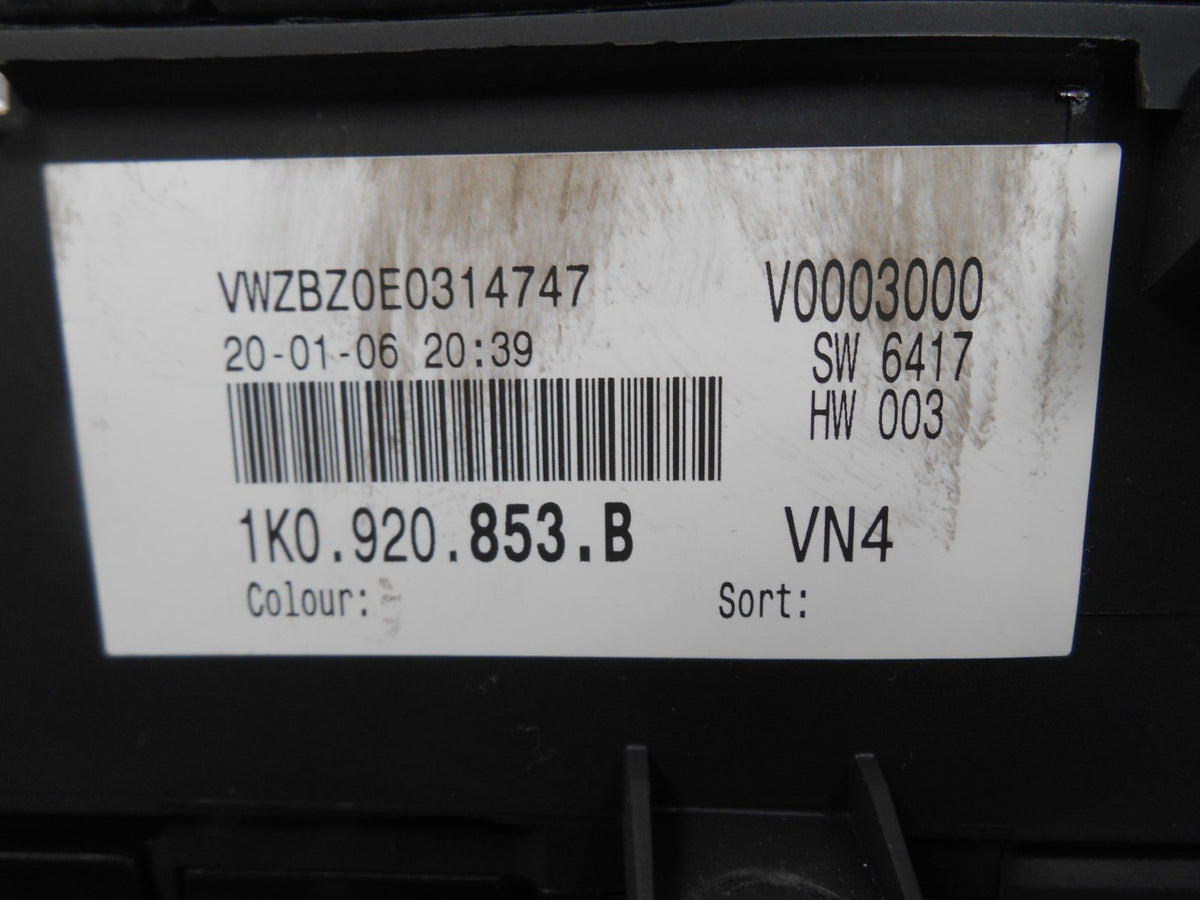 VWZBZ0E0314747
20-01-06 20:39
V0003000
SW 6417
HW 003
1K0.920.853.B
VN4
Colour:
Sort: